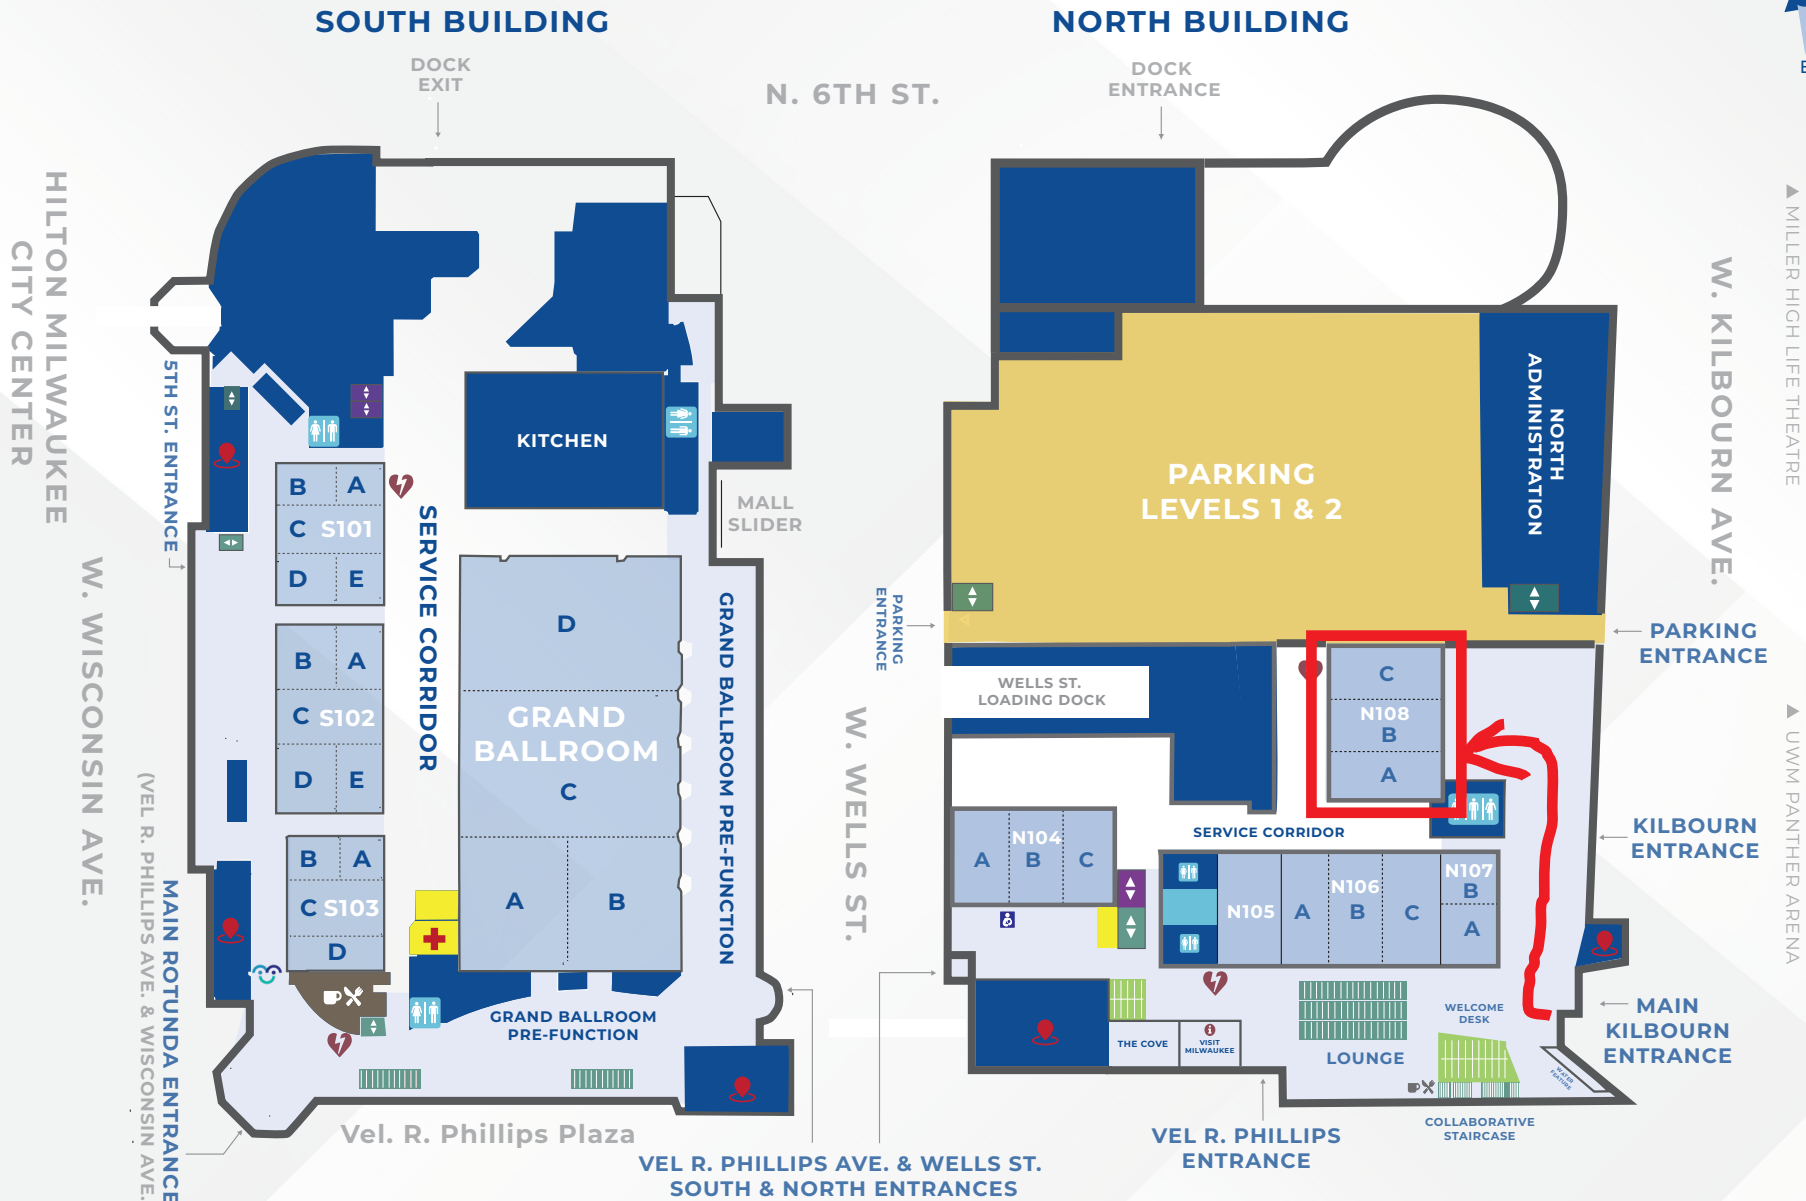 SOUTH BUILDING
NORTH BUILDING
DOCK
EXIT
N. 6TH ST.
DOCK
ENTRANCE
HILTON MILWAUKEE
CITY CENTER
W. WISCONSIN AVE.
5TH ST. ENTRANCE
B A
C S101
D E
B A
C S102
D E
B A
C S103
D
SERVICE CORRIDOR
KITCHEN
MALL
SLIDER
D
GRAND
BALLROOM
C
A B
GRAND BALLROOM PRE-FUNCTION
GRAND BALLROOM
PRE-FUNCTION
MAIN ROTUNDA ENTRANCE
(VEL R. PHILLIPS AVE. & WISCONSIN AVE.
Vel. R. Phillips Plaza
VEL R. PHILLIPS AVE. & WELLS ST.
SOUTH & NORTH ENTRANCES
W. WELLS ST.
PARKING
ENTRANCE
PARKING
LEVELS 1 & 2
NORTH
ADMINISTRATION
W. KILBOURN AVE.
MILLER HIGH LIFE THEATRE
UWM PANTHER ARENA
PARKING
ENTRANCE
WELLS ST.
LOADING DOCK
C
N108
B
A
SERVICE CORRIDOR
N104
A B C
N105
N106
A B C
N107
B
A
KILBOURN
ENTRANCE
MAIN
KILBOURN
ENTRANCE
WELCOME
DESK
LOUNGE
THE COVE
VISIT
MILWAUKEE
WATER
FEATURE
COLLABORATIVE
STAIRCASE
VEL R. PHILLIPS
ENTRANCE